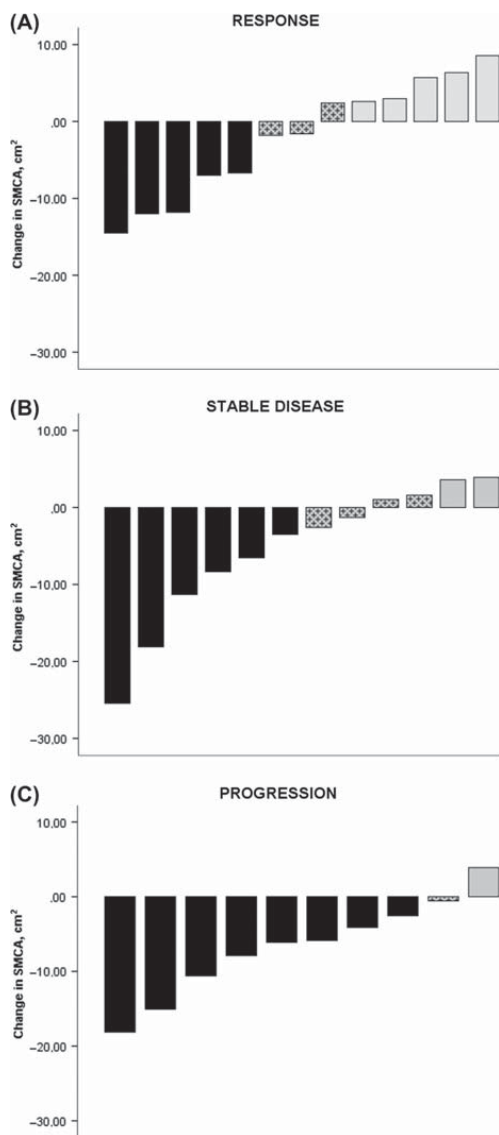 (A) RESPONSE
10.00
.00
–10.00
–20.00
–30.00
Change in SMCA, cm²
(B) STABLE DISEASE
10.00
.00
–10.00
–20.00
–30.00
Change in SMCA, cm²
(C) PROGRESSION
10.00
.00
–10.00
–20.00
–30.00
Change in SMCA, cm²